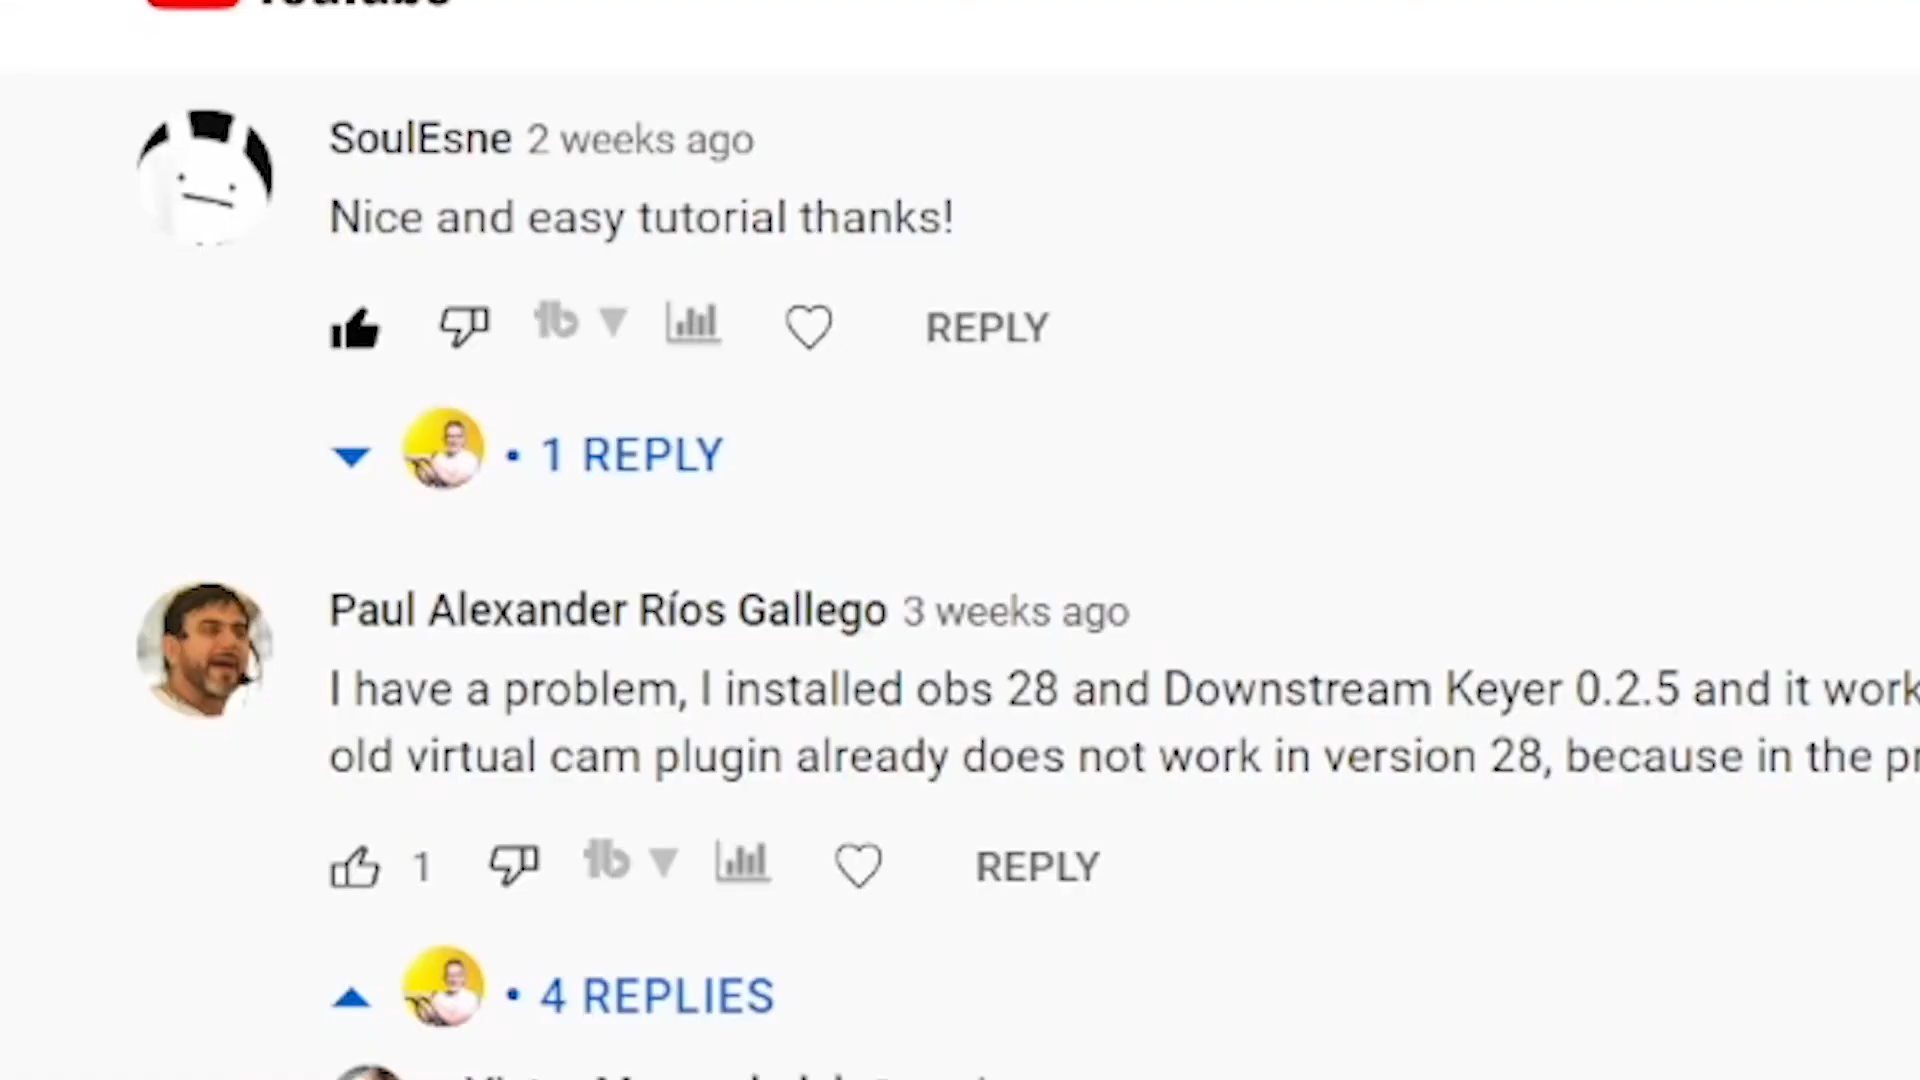 SoulEsne 2 weeks ago
Nice and easy tutorial thanks!
REPLY
• 1 REPLY
Paul Alexander Ríos Gallego 3 weeks ago
I have a problem, I installed obs 28 and Downstream Keyer 0.2.5 and it work
old virtual cam plugin already does not work in version 28, because in the pr
1 REPLY
• 4 REPLIES